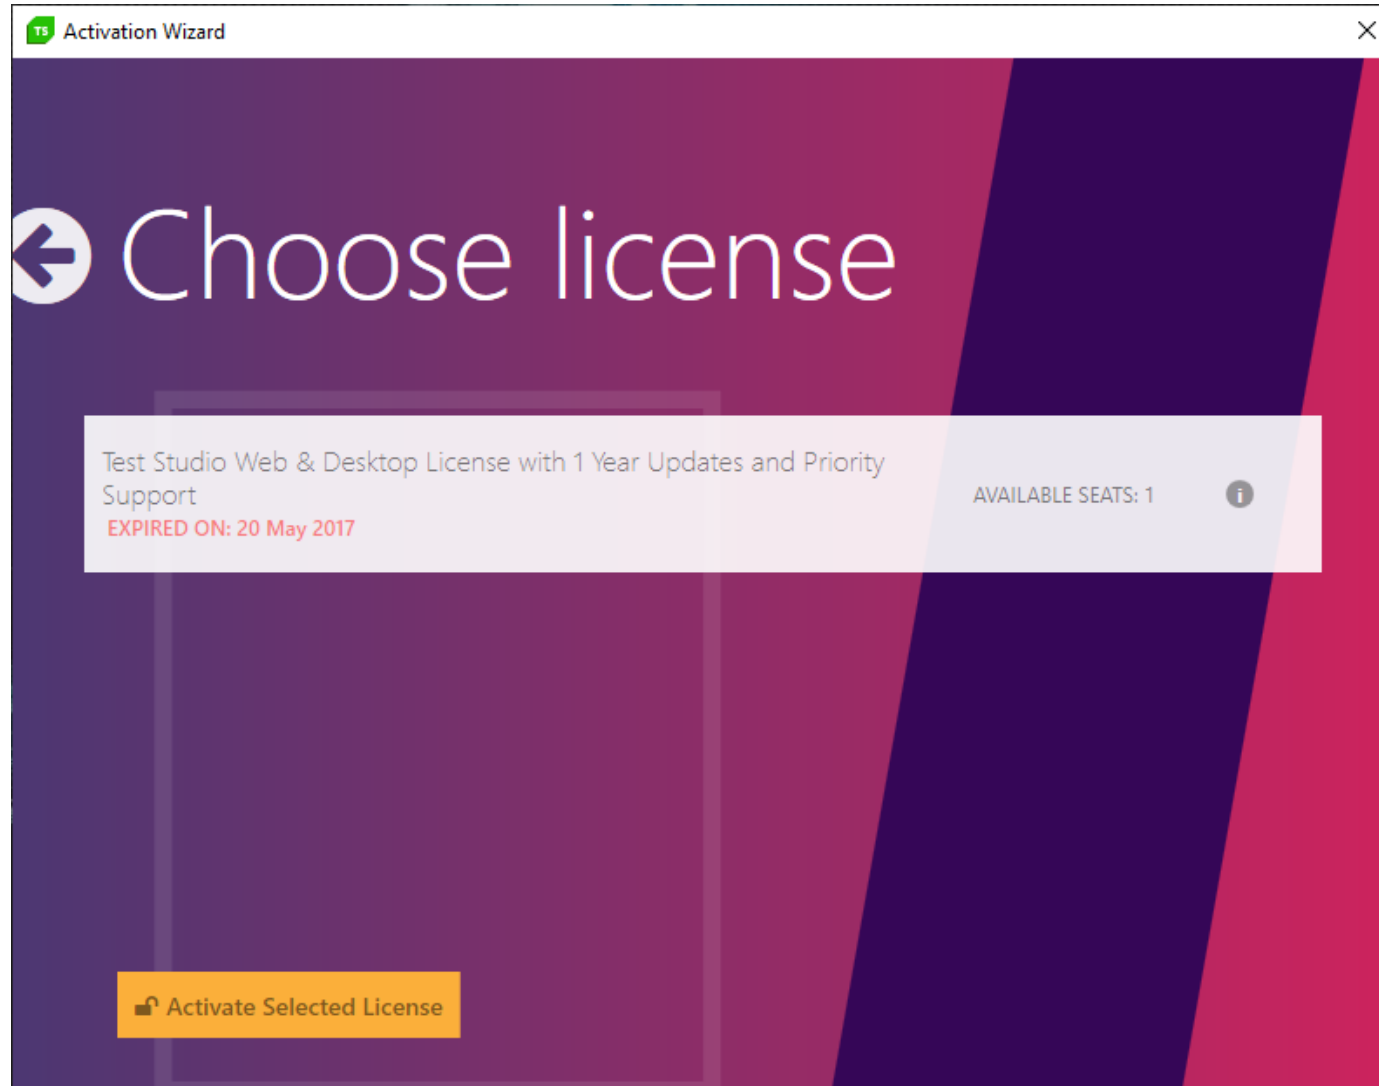 TS Activation Wizard
Choose license
Test Studio Web & Desktop License with 1 Year Updates and Priority
Support
EXPIRED ON: 20 May 2017
AVAILABLE SEATS: 1
i
Activate Selected License